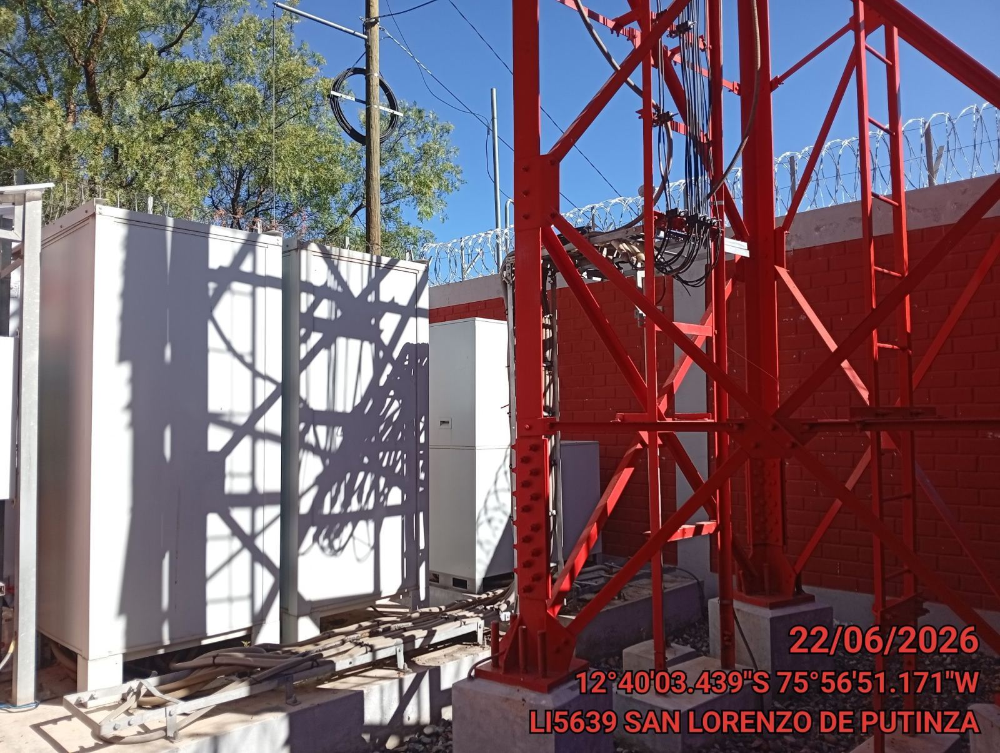 22/06/2026
12°40'03.439"S 75°56'51.171"W
LI5639 SAN LORENZO DE PUTINZA